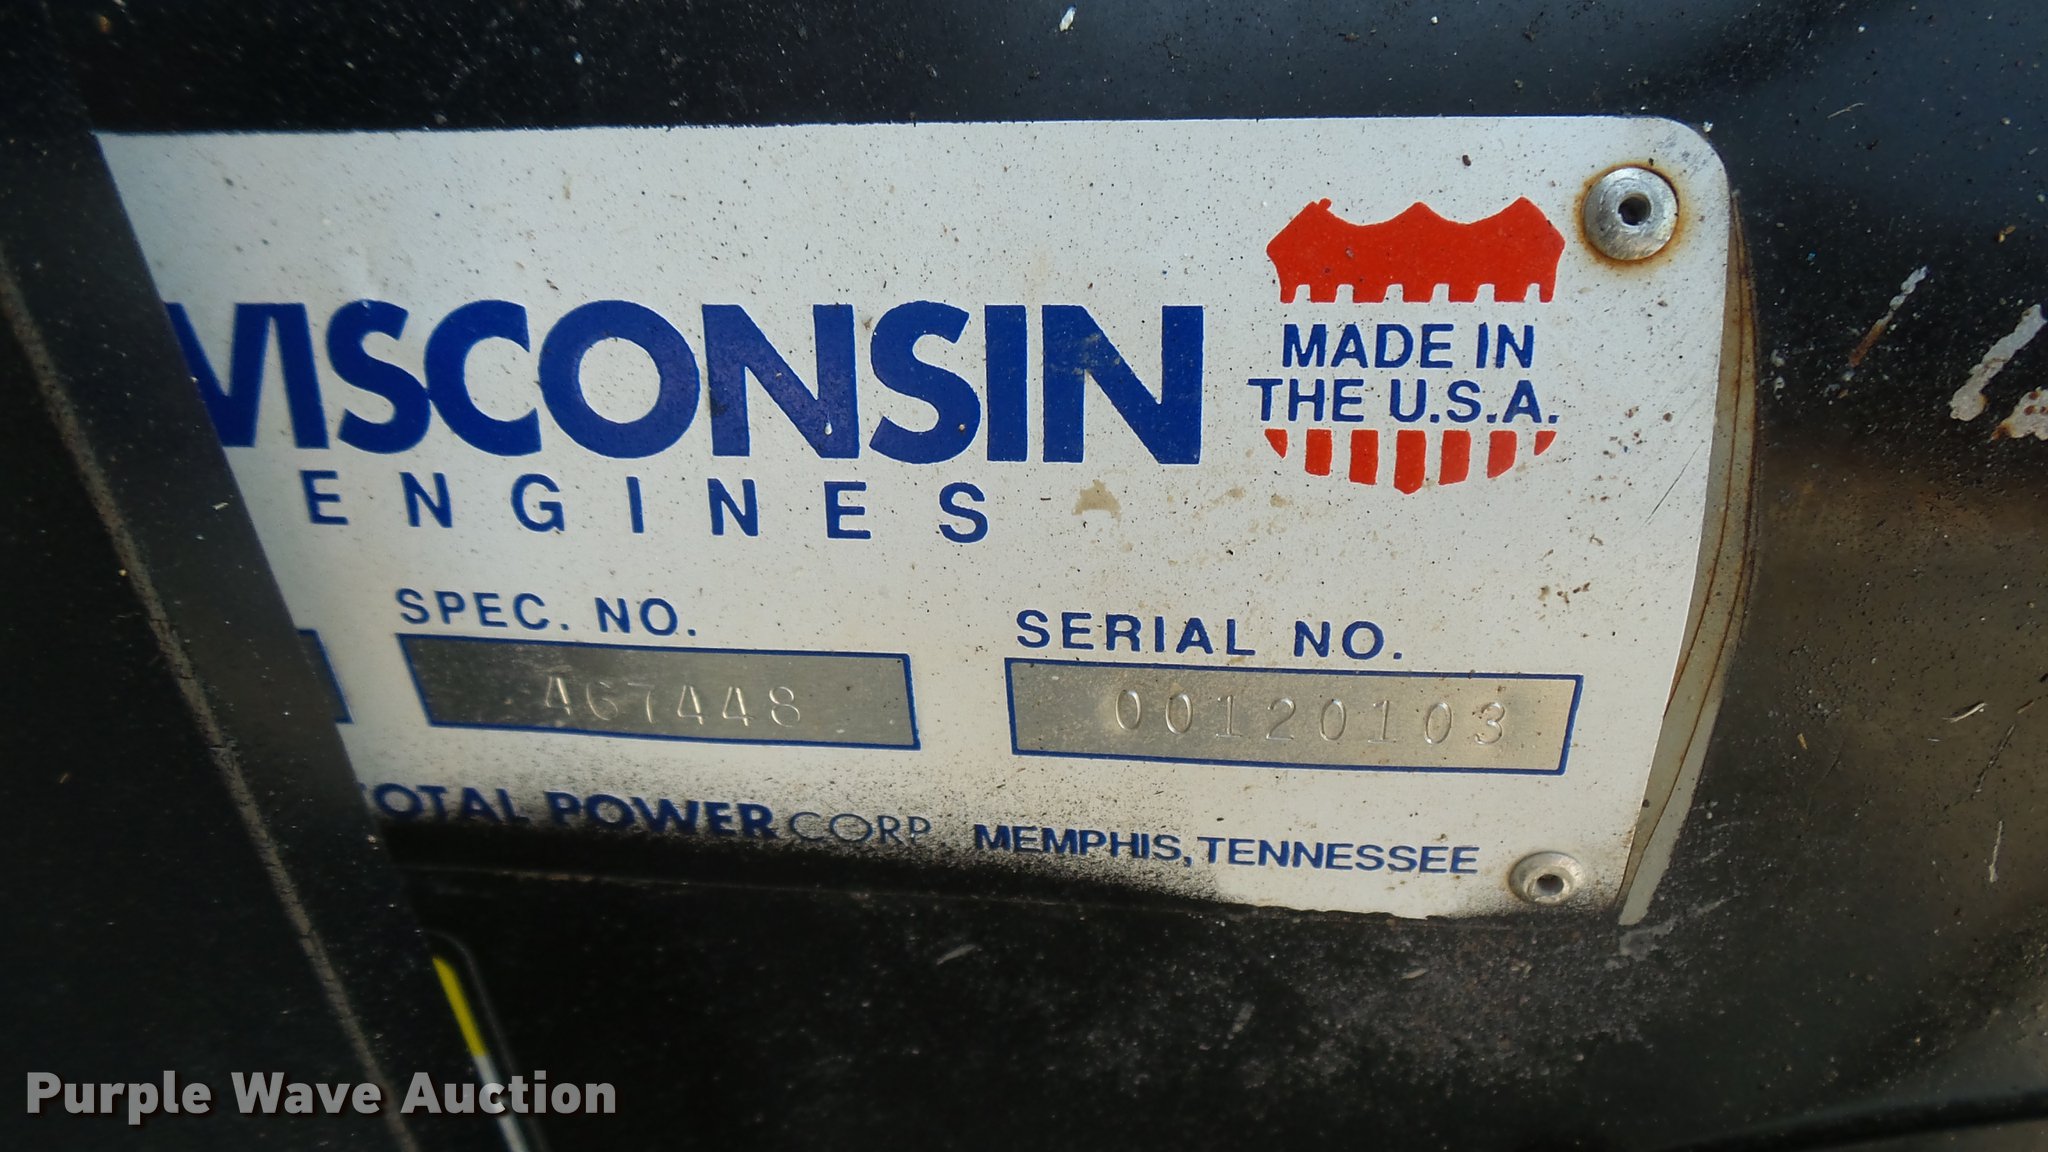 WISCONSIN
ENGINES
MADE IN
THE U.S.A.
SPEC. NO.
467448
SERIAL NO.
00120103
TOTAL POWER CORP. MEMPHIS, TENNESSEE
Purple Wave Auction